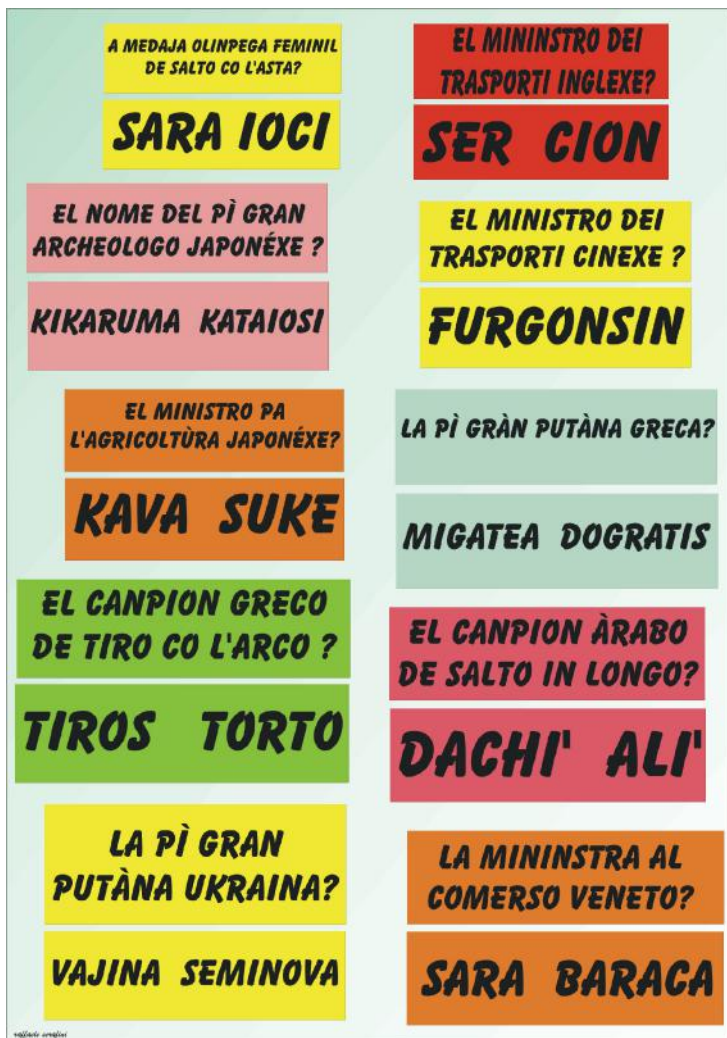 A MEDAJA OLINPEGA FEMINIL
DE SALTO CO L'ASTA?
SARA IOCI
EL NOME DEL PÌ GRAN
ARCHEOLOGO JAPONÉXE ?
KIKARUMA KATAIOSI
EL MINISTRO PA
L'AGRICOLTÙRA JAPONÉXE?
KAVA SUKE
EL CANPION GRECO
DE TIRO CO L'ARCO ?
TIROS TORTO
LA PÌ GRAN
PUTÀNA UKRAINA?
VAJINA SEMINOVA
EL MININSTRO DEI
TRASPORTI INGLEXE?
SER CION
EL MINISTRO DEI
TRASPORTI CINEXE ?
FURGONSIN
LA PÌ GRÀN PUTÀNA GRECA?
MIGATEA DOGRATIS
EL CANPION ÀRABO
DE SALTO IN LONGO?
DACHI' ALI'
LA MININSTRA AL
COMERSO VENETO?
SARA BARACA